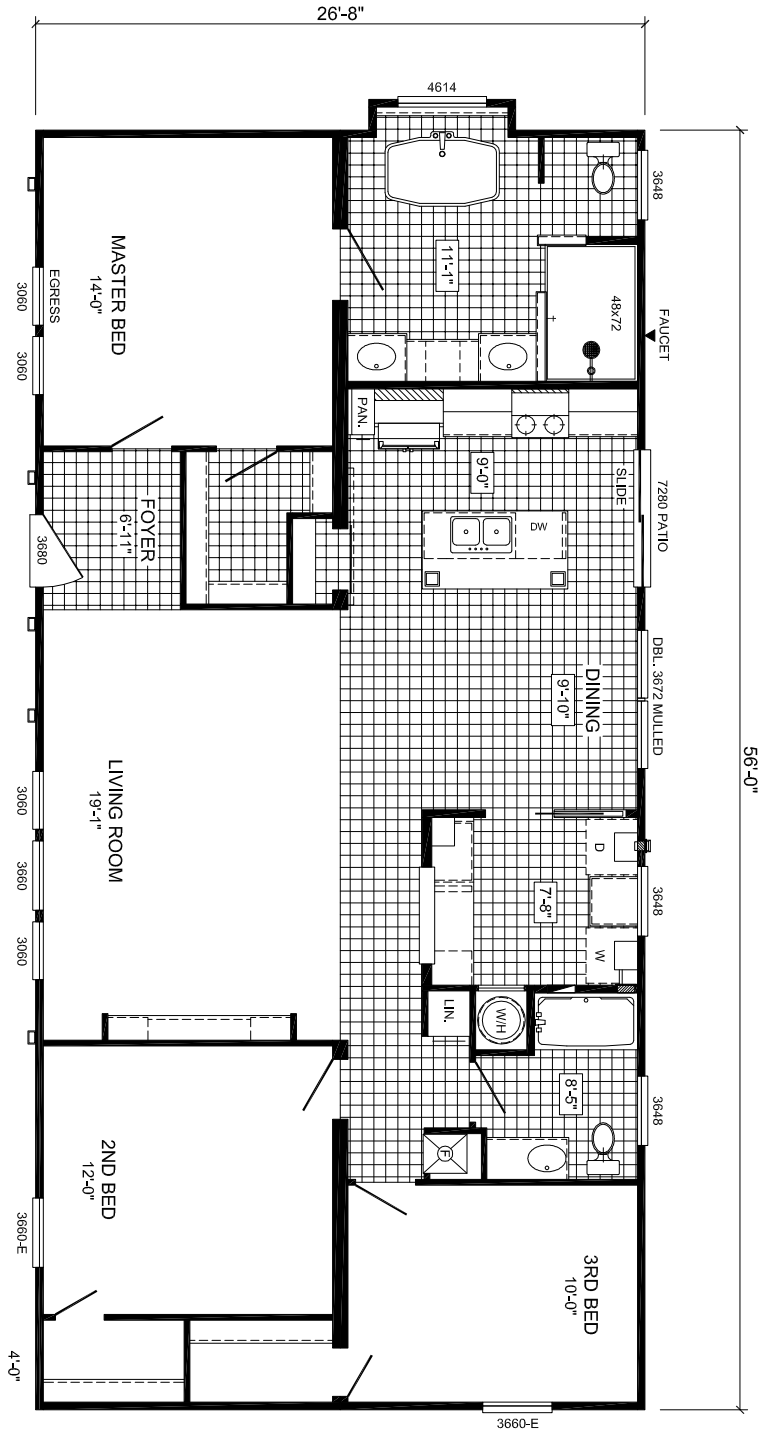 26'-8"
4614
3648
MASTER BED
14'-0"
EGRESS
3060
3060
11'-1"
48x72
FAUCET
PAN.
9'-0"
SLIDE
7280 PATIO
DW
FOYER
6'-11"
3680
DINING
9'-10"
DBL. 3672 MULLED
56'-0"
LIVING ROOM
19'-1"
3060
3660
3060
D
7'-8"
W
3648
LIN.
W/H
8'-5"
3648
F
2ND BED
12'-0"
3660-E
3RD BED
10'-0"
4'-0"
3660-E